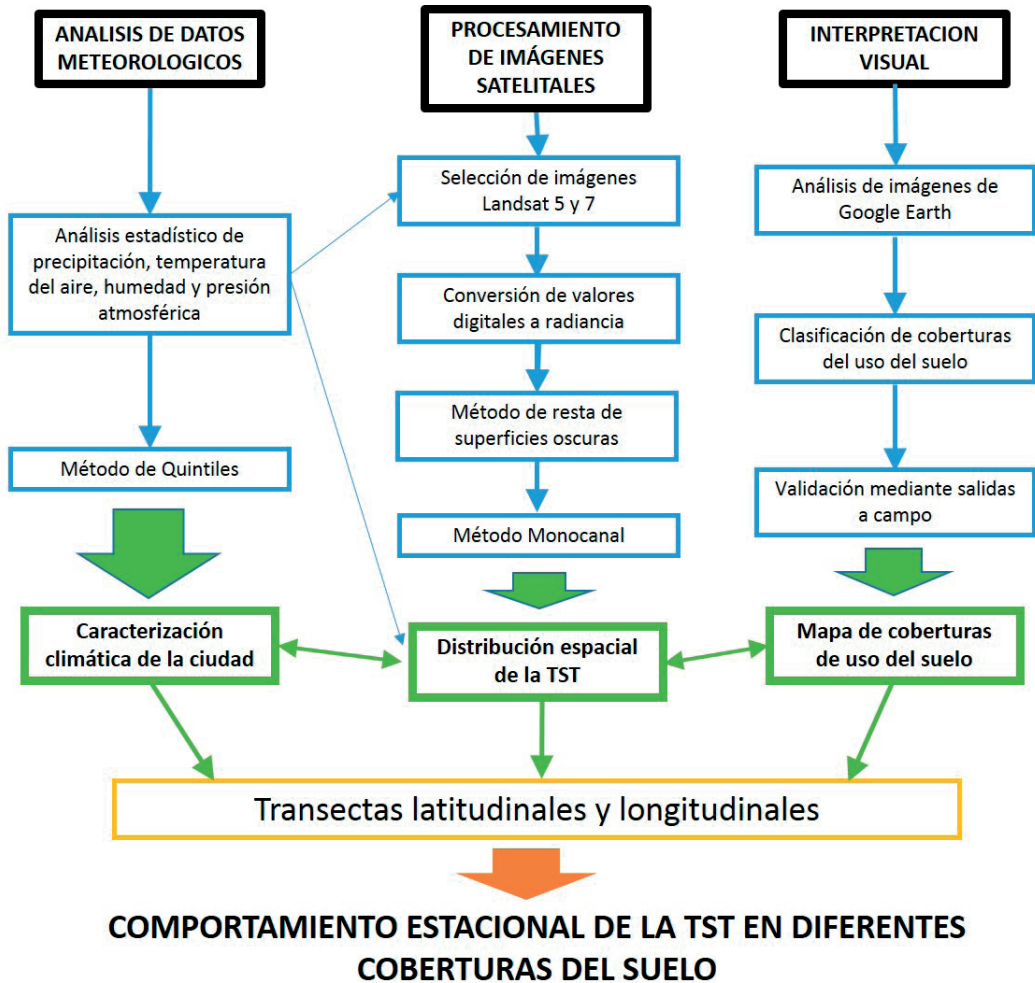 ANALISIS DE DATOS
METEOROLOGICOS
PROCESAMIENTO
DE IMÁGENES
SATELITALES
INTERPRETACION
VISUAL
Análisis estadístico de
precipitación, temperatura
del aire, humedad y presión
atmosférica
Método de Quintiles
Selección de imágenes
Landsat 5 y 7
Conversión de valores
digitales a radiancia
Método de resta de
superficies oscuras
Método Monocanal
Análisis de imágenes de
Google Earth
Clasificación de coberturas
del uso del suelo
Validación mediante salidas
a campo
Caracterización
climática de la ciudad
Distribución espacial
de la TST
Mapa de coberturas
de uso del suelo
Transectas latitudinales y longitudinales
COMPORTAMIENTO ESTACIONAL DE LA TST EN DIFERENTES
COBERTURAS DEL SUELO